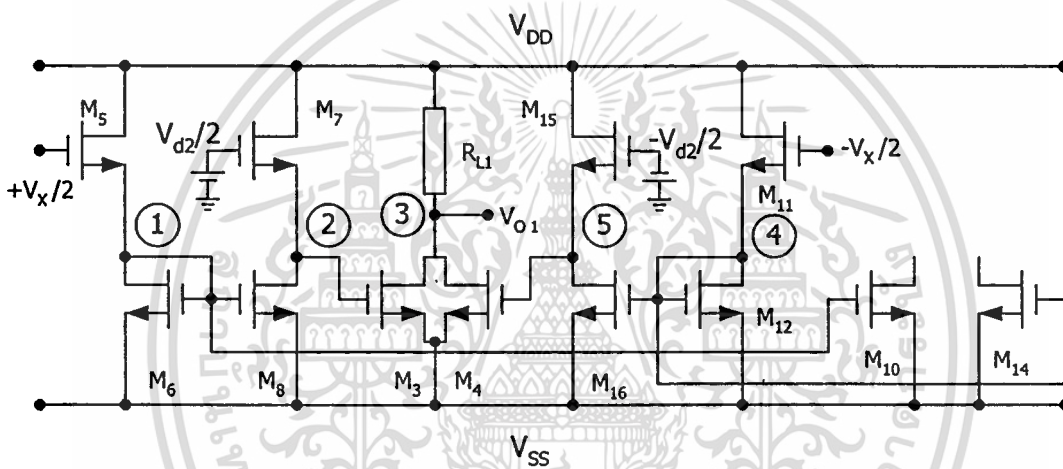 V_DD
M_5
M_7
M_15
V_d2/2
-V_d2/2
+V_X/2
-V_X/2
R_L1
M_11
1
2
3
V_O1
5
4
M_12
M_6
M_8
M_3
M_4
M_16
M_10
M_14
V_SS